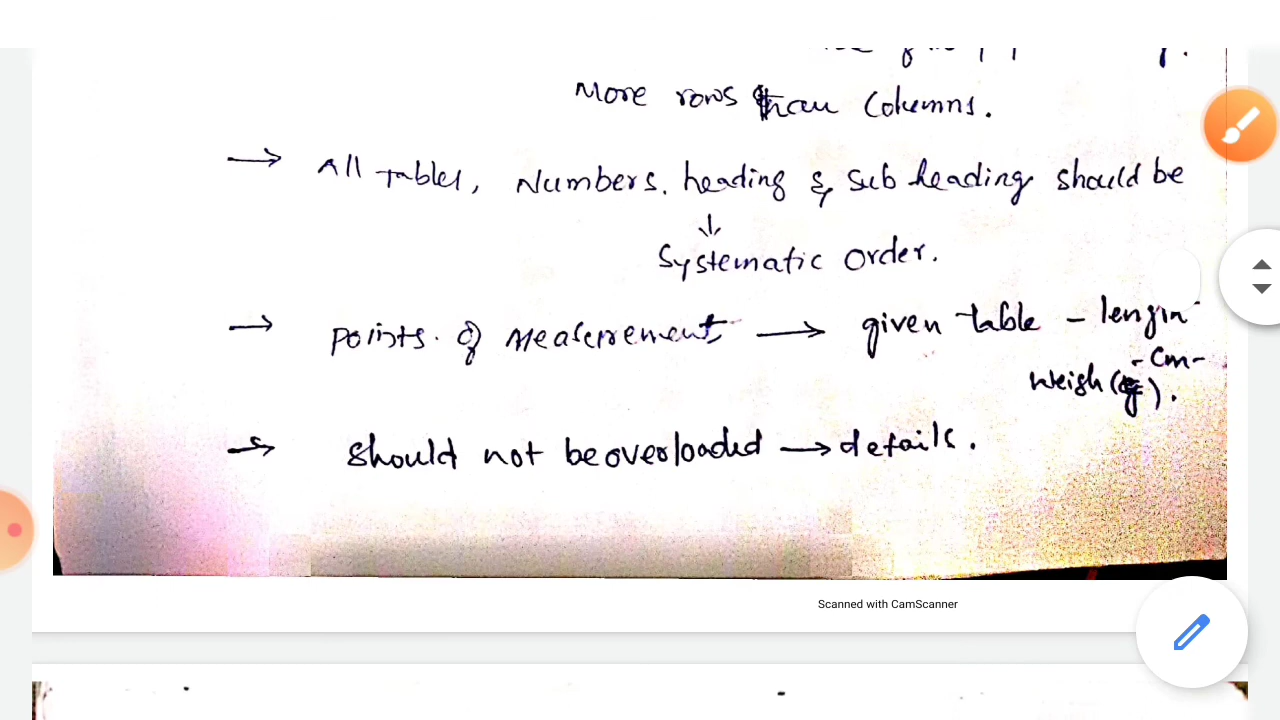 More rows than Columns.
→ All tables, Numbers. heading & Sub heading should be
↓
Systematic Order.
→ points. of Measurement → given table - length
- Cm -
Weigh (g).
→ should not be overloaded → details.
Scanned with CamScanner